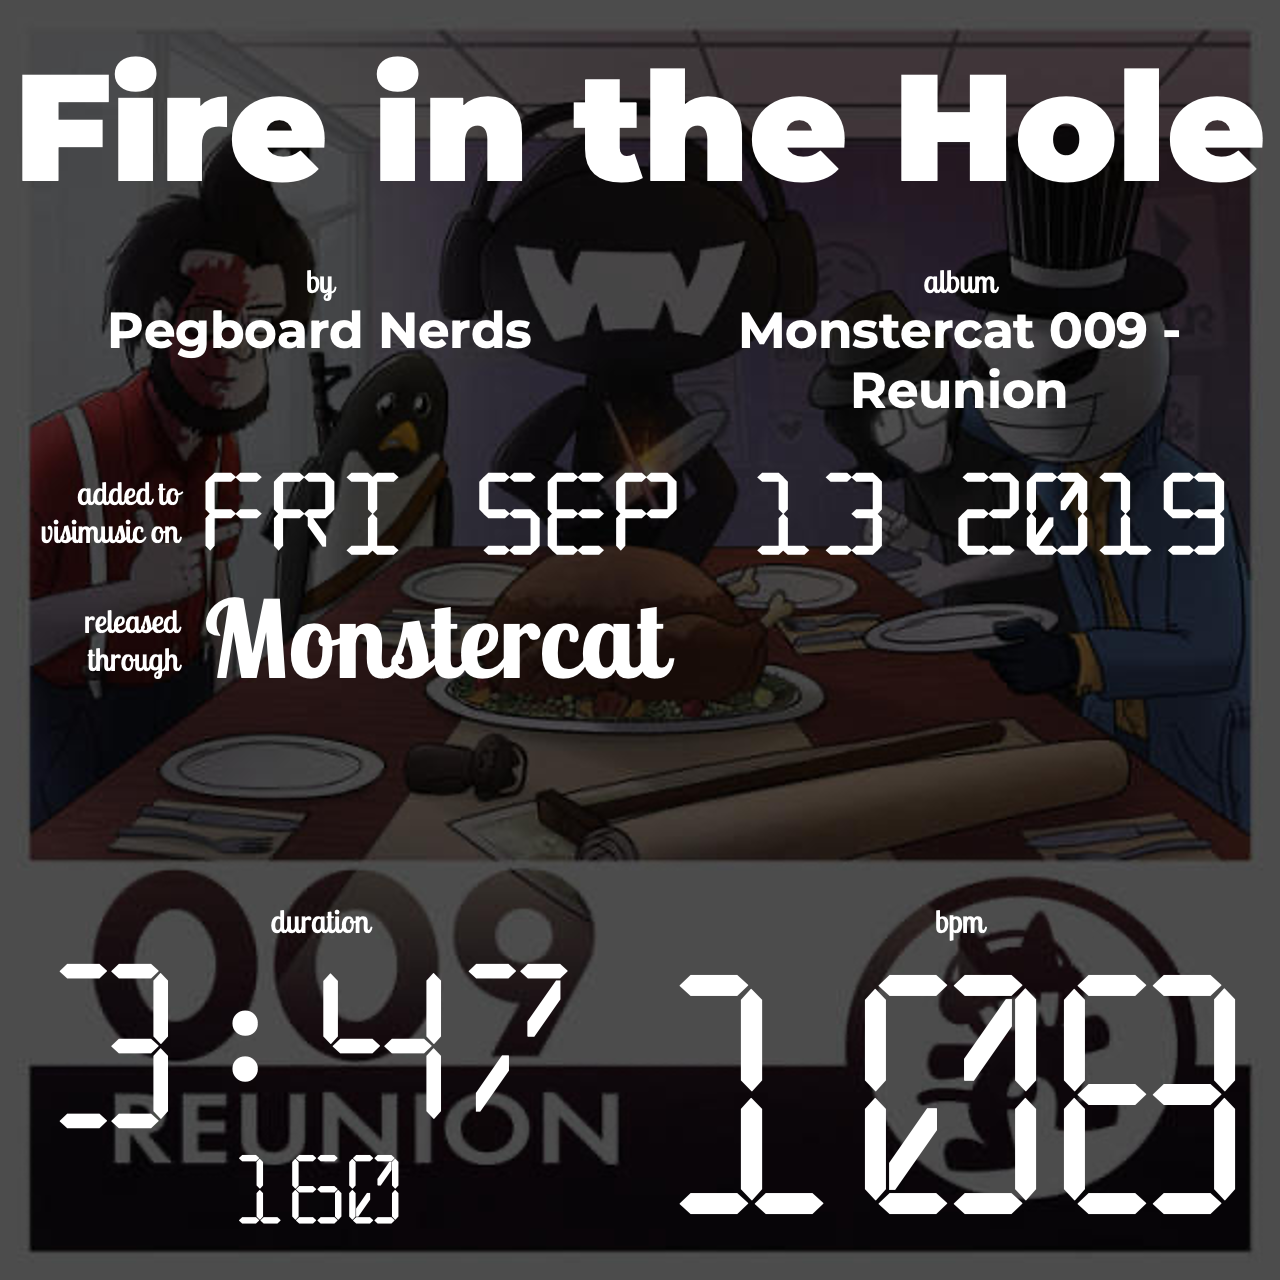 Fire in the Hole
by
Pegboard Nerds
album
Monstercat 009 -
Reunion
added to
visimusic on
FRI SEP 13 2019
released
through
Monstercat
duration
3:47
160
bpm
108
009
REUNION